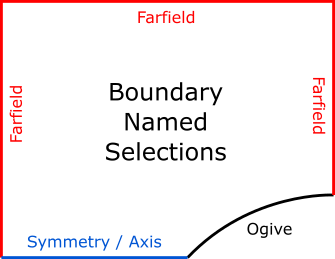 Farfield
Farfield
Farfield
Boundary
Named
Selections
Symmetry / Axis
Ogive